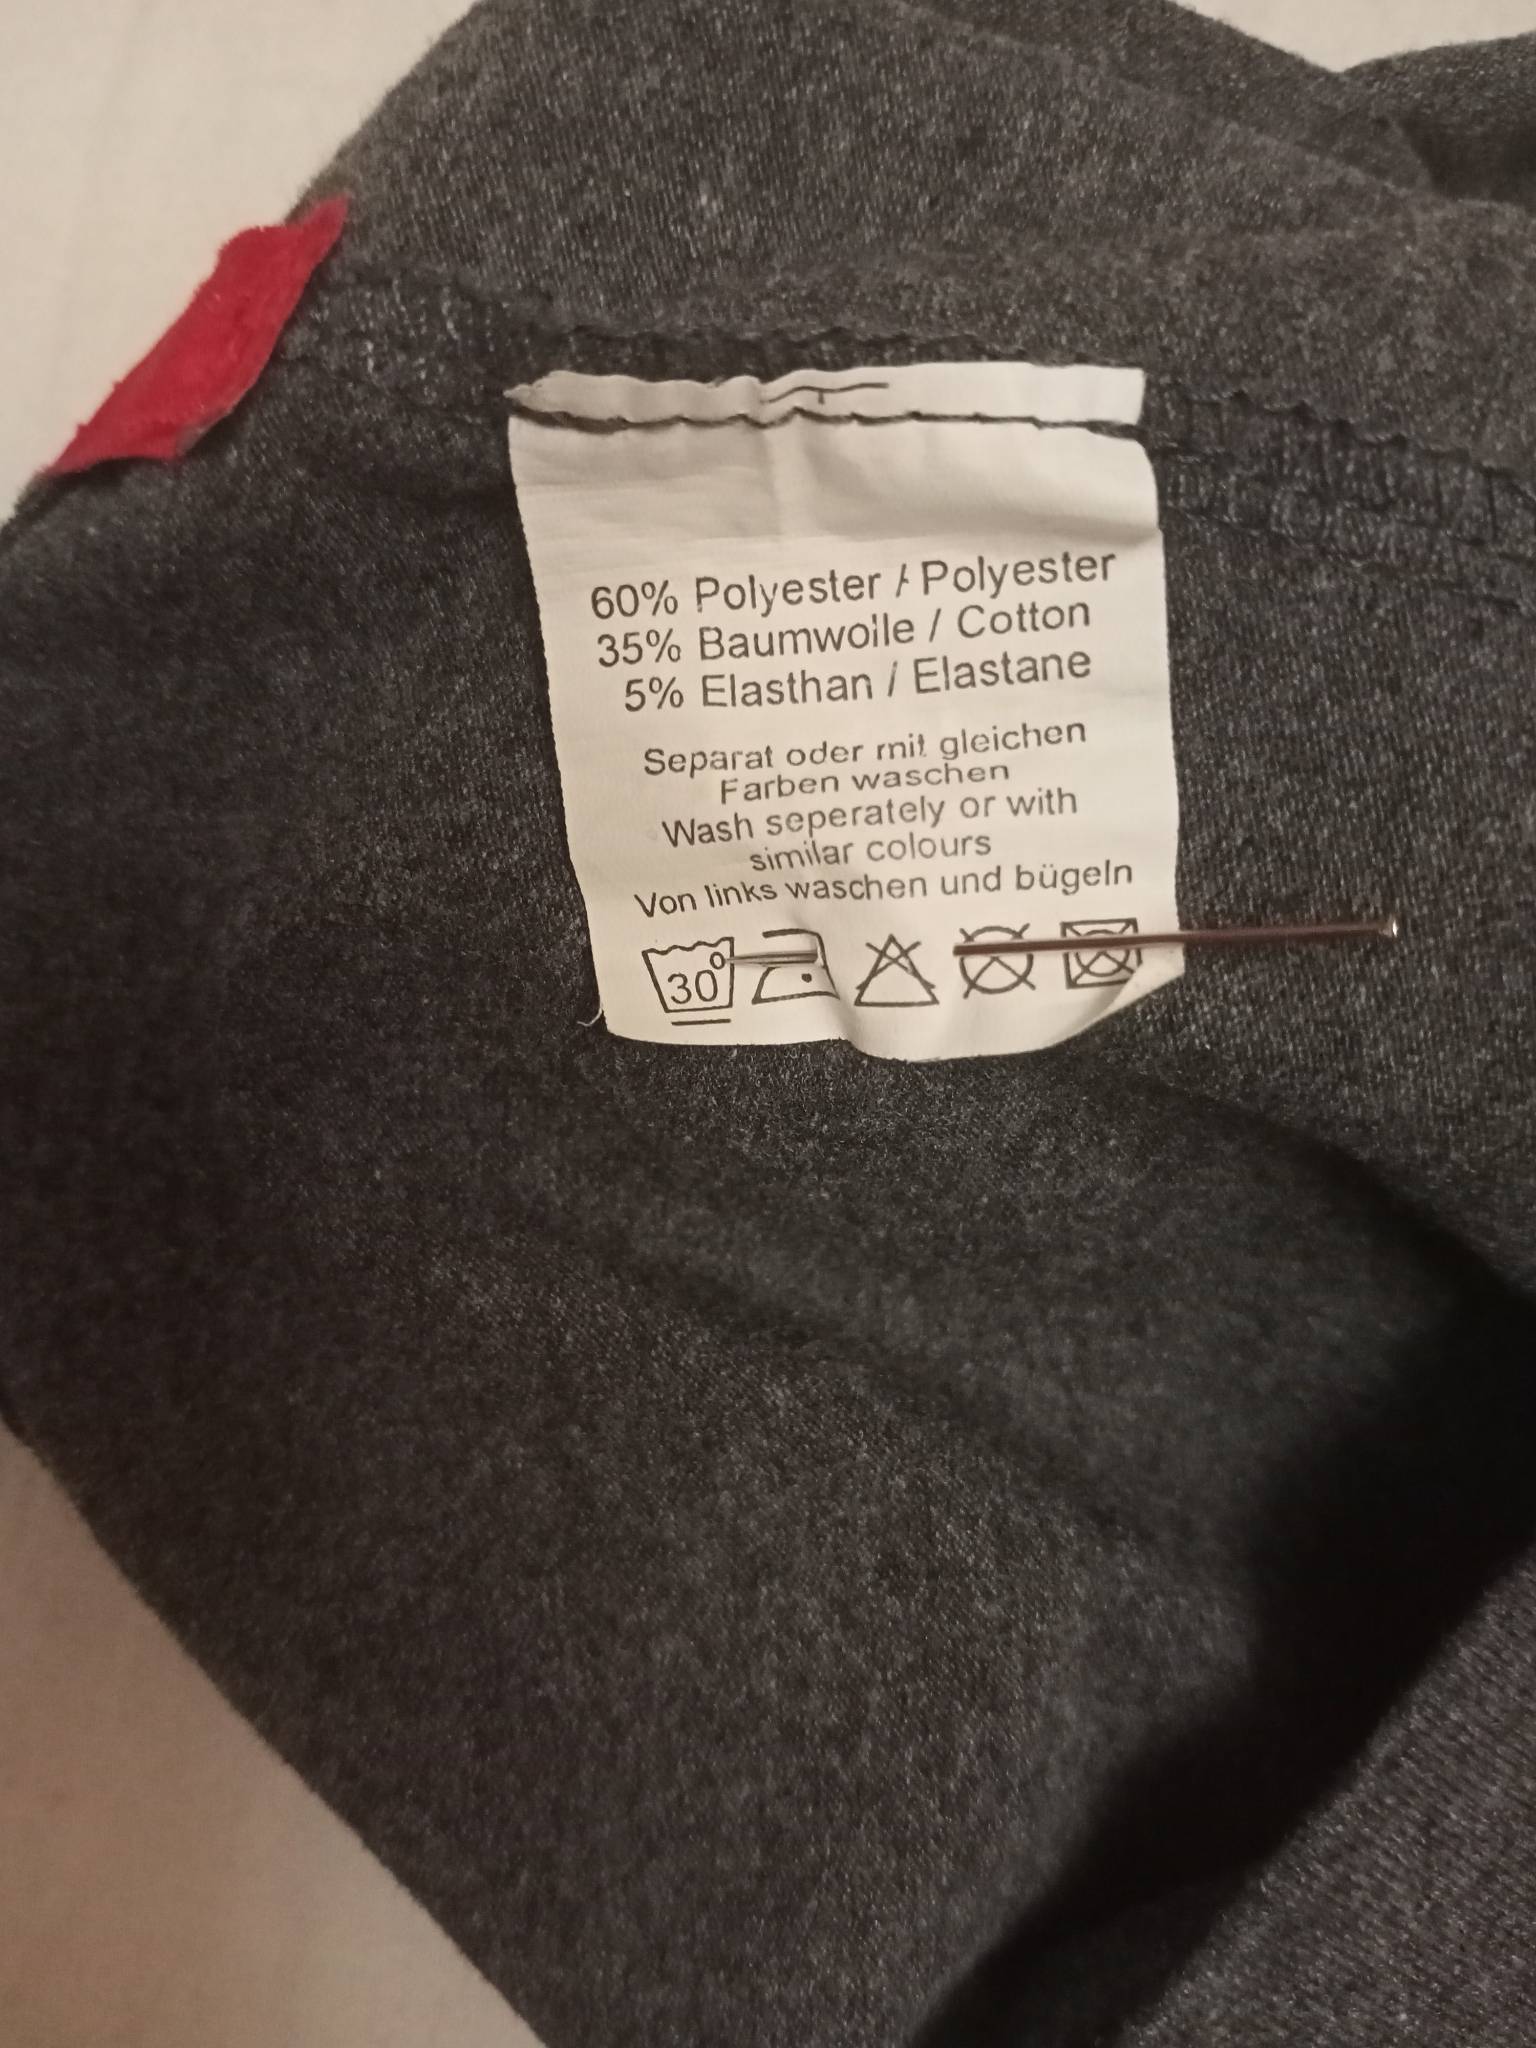 60% Polyester / Polyester
35% Baumwolle / Cotton
5% Elasthan / Elastane
Separat oder mit gleichen
Farben waschen
Wash seperately or with
similar colours
Von links waschen und bügeln
30°